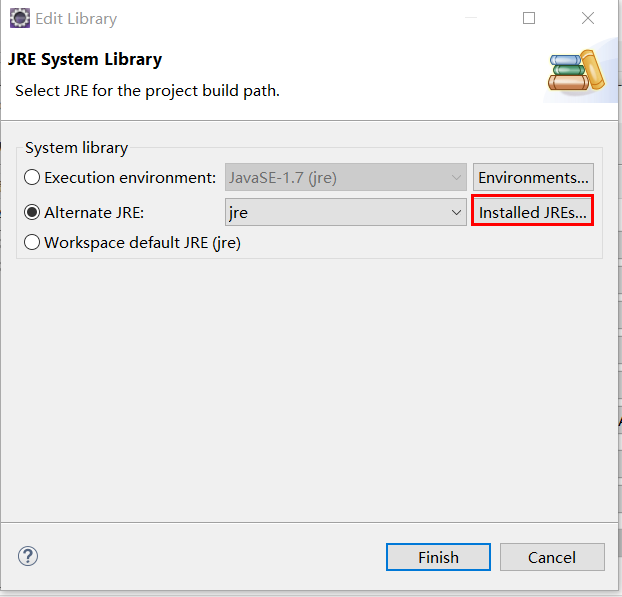 Edit Library
JRE System Library
Select JRE for the project build path.
System library
Execution environment: JavaSE-1.7 (jre) Environments...
Alternate JRE: jre Installed JREs...
Workspace default JRE (jre)
? Finish Cancel